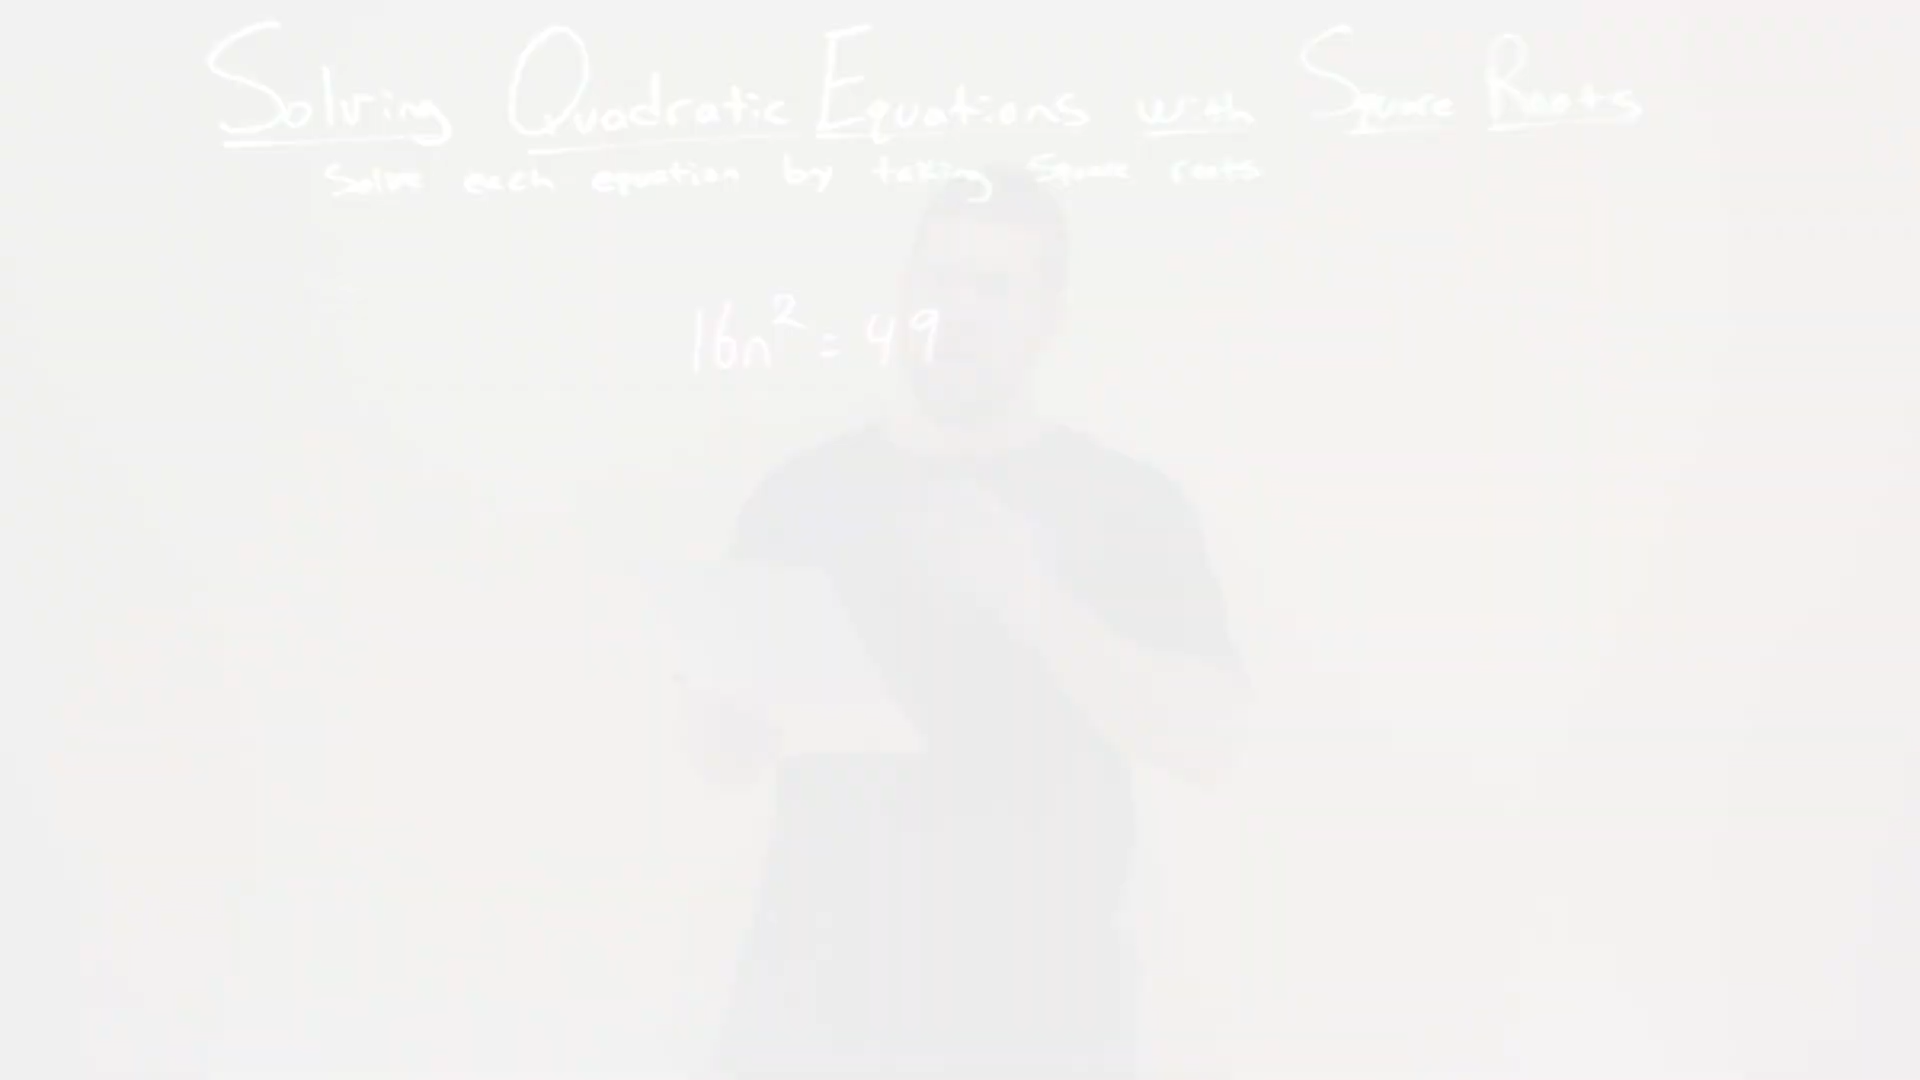 Solving Quadratic Equations with Square Roots
Solve each equation by taking square roots
16n² = 49